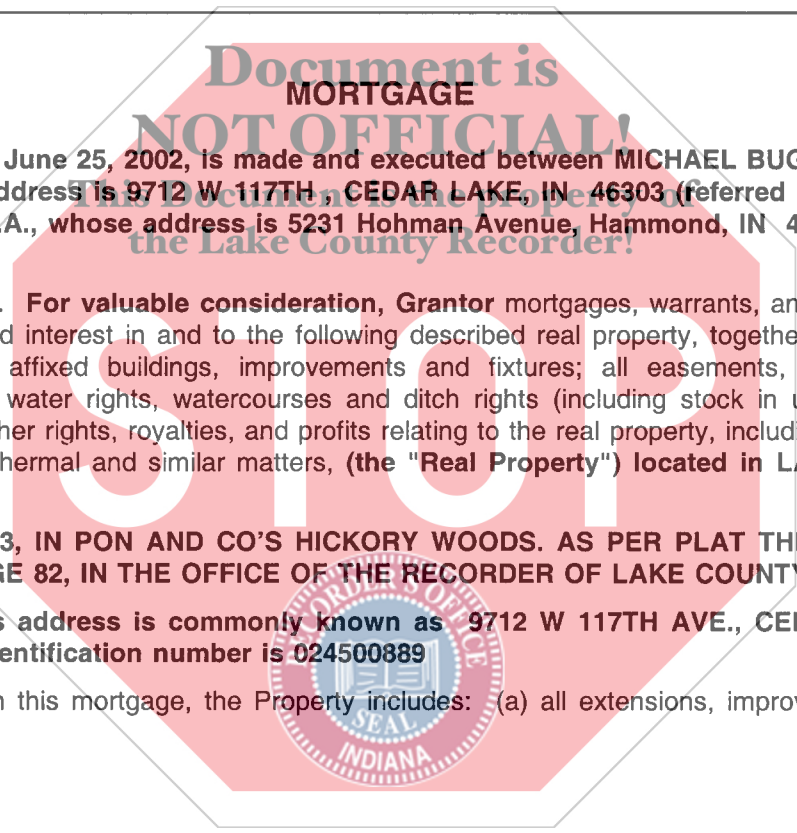 Document is
MORTGAGE
NOT OFFICIAL!
June 25, 2002, is made and executed between MICHAEL BUG
ddress is 9712 W 117TH , CEDAR LAKE, IN 46303 (referred
This Document is the property of
.A., whose address is 5231 Hohman Avenue, Hammond, IN 4
the Lake County Recorder!
. For valuable consideration, Grantor mortgages, warrants, an
d interest in and to the following described real property, togethe
affixed buildings, improvements and fixtures; all easements,
water rights, watercourses and ditch rights (including stock in u
her rights, royalties, and profits relating to the real property, includi
hermal and similar matters, (the "Real Property") located in LA
STOP
3, IN PON AND CO'S HICKORY WOODS. AS PER PLAT THE
GE 82, IN THE OFFICE OF THE RECORDER OF LAKE COUNTY
s address is commonly known as 9712 W 117TH AVE., CED
entification number is 024500889
n this mortgage, the Property includes: (a) all extensions, improv
RECORDER'S OFFICE
SEAL
INDIANA